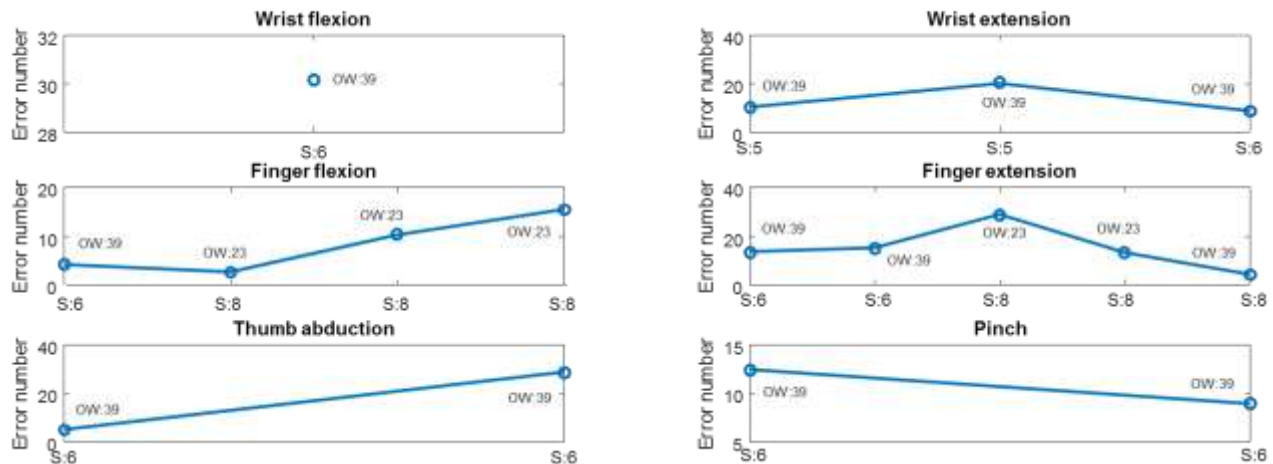 Wrist flexion
Error number
32
30
28
OW:39
S:6
Wrist extension
Error number
40
20
0
OW:39
OW:39
OW:39
S:5
S:5
S:6
Finger flexion
Error number
20
10
0
OW:39
OW:23
OW:23
OW:23
S:6
S:8
S:8
S:8
Finger extension
Error number
40
20
0
OW:39
OW:39
OW:23
OW:23
OW:39
S:6
S:6
S:8
S:8
S:8
Thumb abduction
Error number
40
20
0
OW:39
OW:39
S:6
S:6
Pinch
Error number
15
10
5
OW:39
OW:39
S:6
S:6